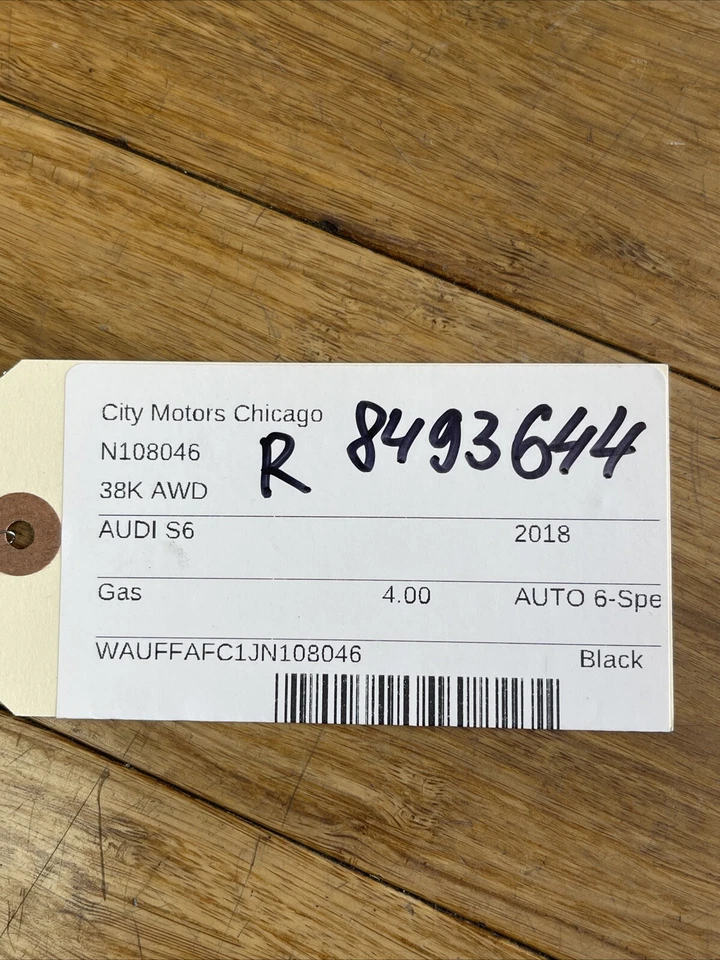 City Motors Chicago
N108046
R 8493644
38K AWD
AUDI S6 2018
Gas 4.00 AUTO 6-Spe
WAUFFAFC1JN108046 Black